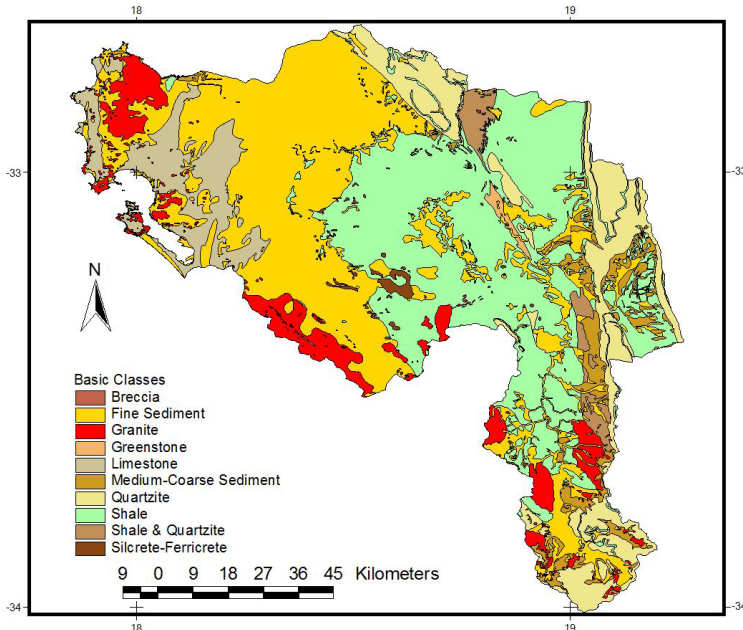 18 19
-33 -33
N
Basic Classes
Breccia
Fine Sediment
Granite
Greenstone
Limestone
Medium-Coarse Sediment
Quartzite
Shale
Shale & Quartzite
Silcrete-Ferricrete
9 0 9 18 27 36 45 Kilometers
-34 -34
18 19